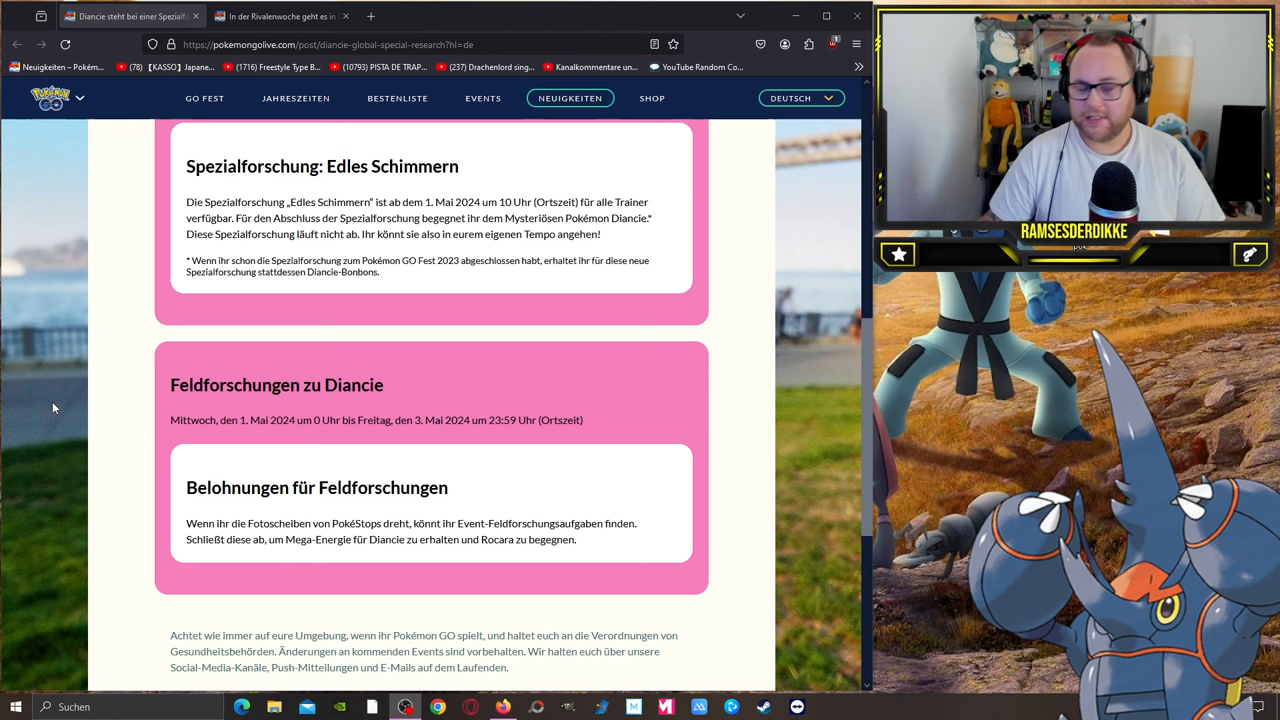 Diancie steht bei einer Spezialfo
In der Rivalenwoche geht es in
https://pokemongolive.com/post/diancie-global-special-research?hl=de
1
Neuigkeiten – Pokém...
(78) 【KASSO】Japane...
(1716) Freestyle Type B...
(10793) PISTA DE TRAP...
(237) Drachenlord sing...
Kanalkommentare un...
YouTube Random Co...
Pokémon GO
GO FEST
JAHRESZEITEN
BESTENLISTE
EVENTS
NEUIGKEITEN
SHOP
DEUTSCH
Spezialforschung: Edles Schimmern
Die Spezialforschung „Edles Schimmern“ ist ab dem 1. Mai 2024 um 10 Uhr (Ortszeit) für alle Trainer
verfügbar. Für den Abschluss der Spezialforschung begegnet ihr dem Mysteriösen Pokémon Diancie.*
Diese Spezialforschung läuft nicht ab. Ihr könnt sie also in eurem eigenen Tempo angehen!
* Wenn ihr schon die Spezialforschung zum Pokémon GO Fest 2023 abgeschlossen habt, erhaltet ihr für diese neue
Spezialforschung stattdessen Diancie-Bonbons.
Feldforschungen zu Diancie
Mittwoch, den 1. Mai 2024 um 0 Uhr bis Freitag, den 3. Mai 2024 um 23:59 Uhr (Ortszeit)
Belohnungen für Feldforschungen
Wenn ihr die Fotoscheiben von PokéStops dreht, könnt ihr Event-Feldforschungsaufgaben finden.
Schließt diese ab, um Mega-Energie für Diancie zu erhalten und Rocara zu begegnen.
Achtet wie immer auf eure Umgebung, wenn ihr Pokémon GO spielt, und haltet euch an die Verordnungen von
Gesundheitsbehörden. Änderungen an kommenden Events sind vorbehalten. Wir halten euch über unsere
Social-Media-Kanäle, Push-Mitteilungen und E-Mails auf dem Laufenden.
RAMSESDERDIKKE
Suchen